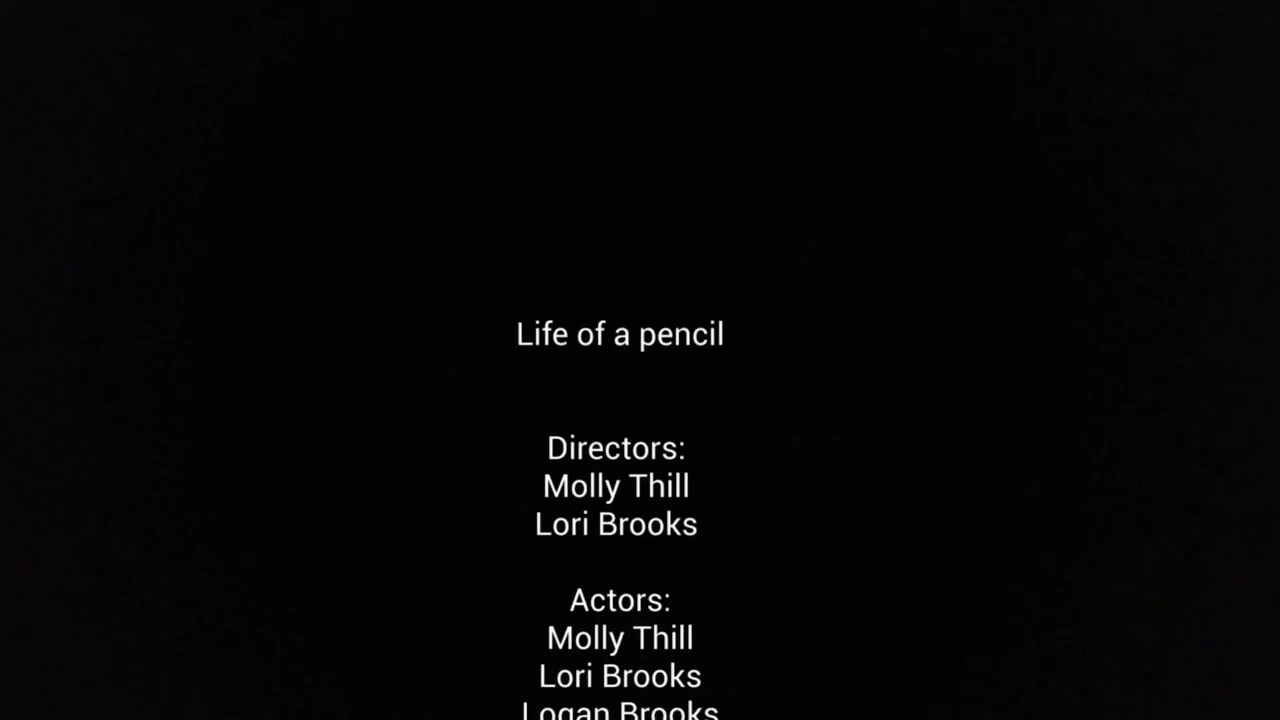 Life of a pencil
Directors:
Molly Thill
Lori Brooks
Actors:
Molly Thill
Lori Brooks
Logan Brooks